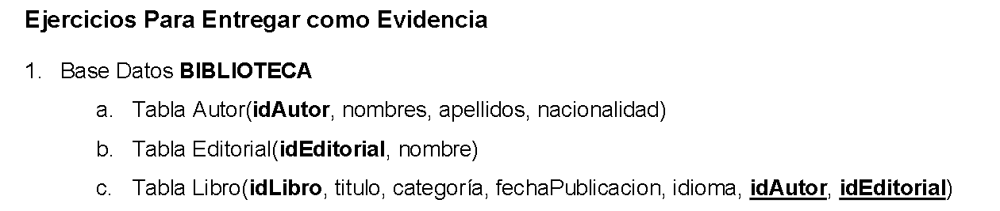 Ejercicios Para Entregar como Evidencia
1. Base Datos BIBLIOTECA
a. Tabla Autor(idAutor, nombres, apellidos, nacionalidad)
b. Tabla Editorial(idEditorial, nombre)
c. Tabla Libro(idLibro, titulo, categoría, fechaPublicacion, idioma, idAutor, idEditorial)